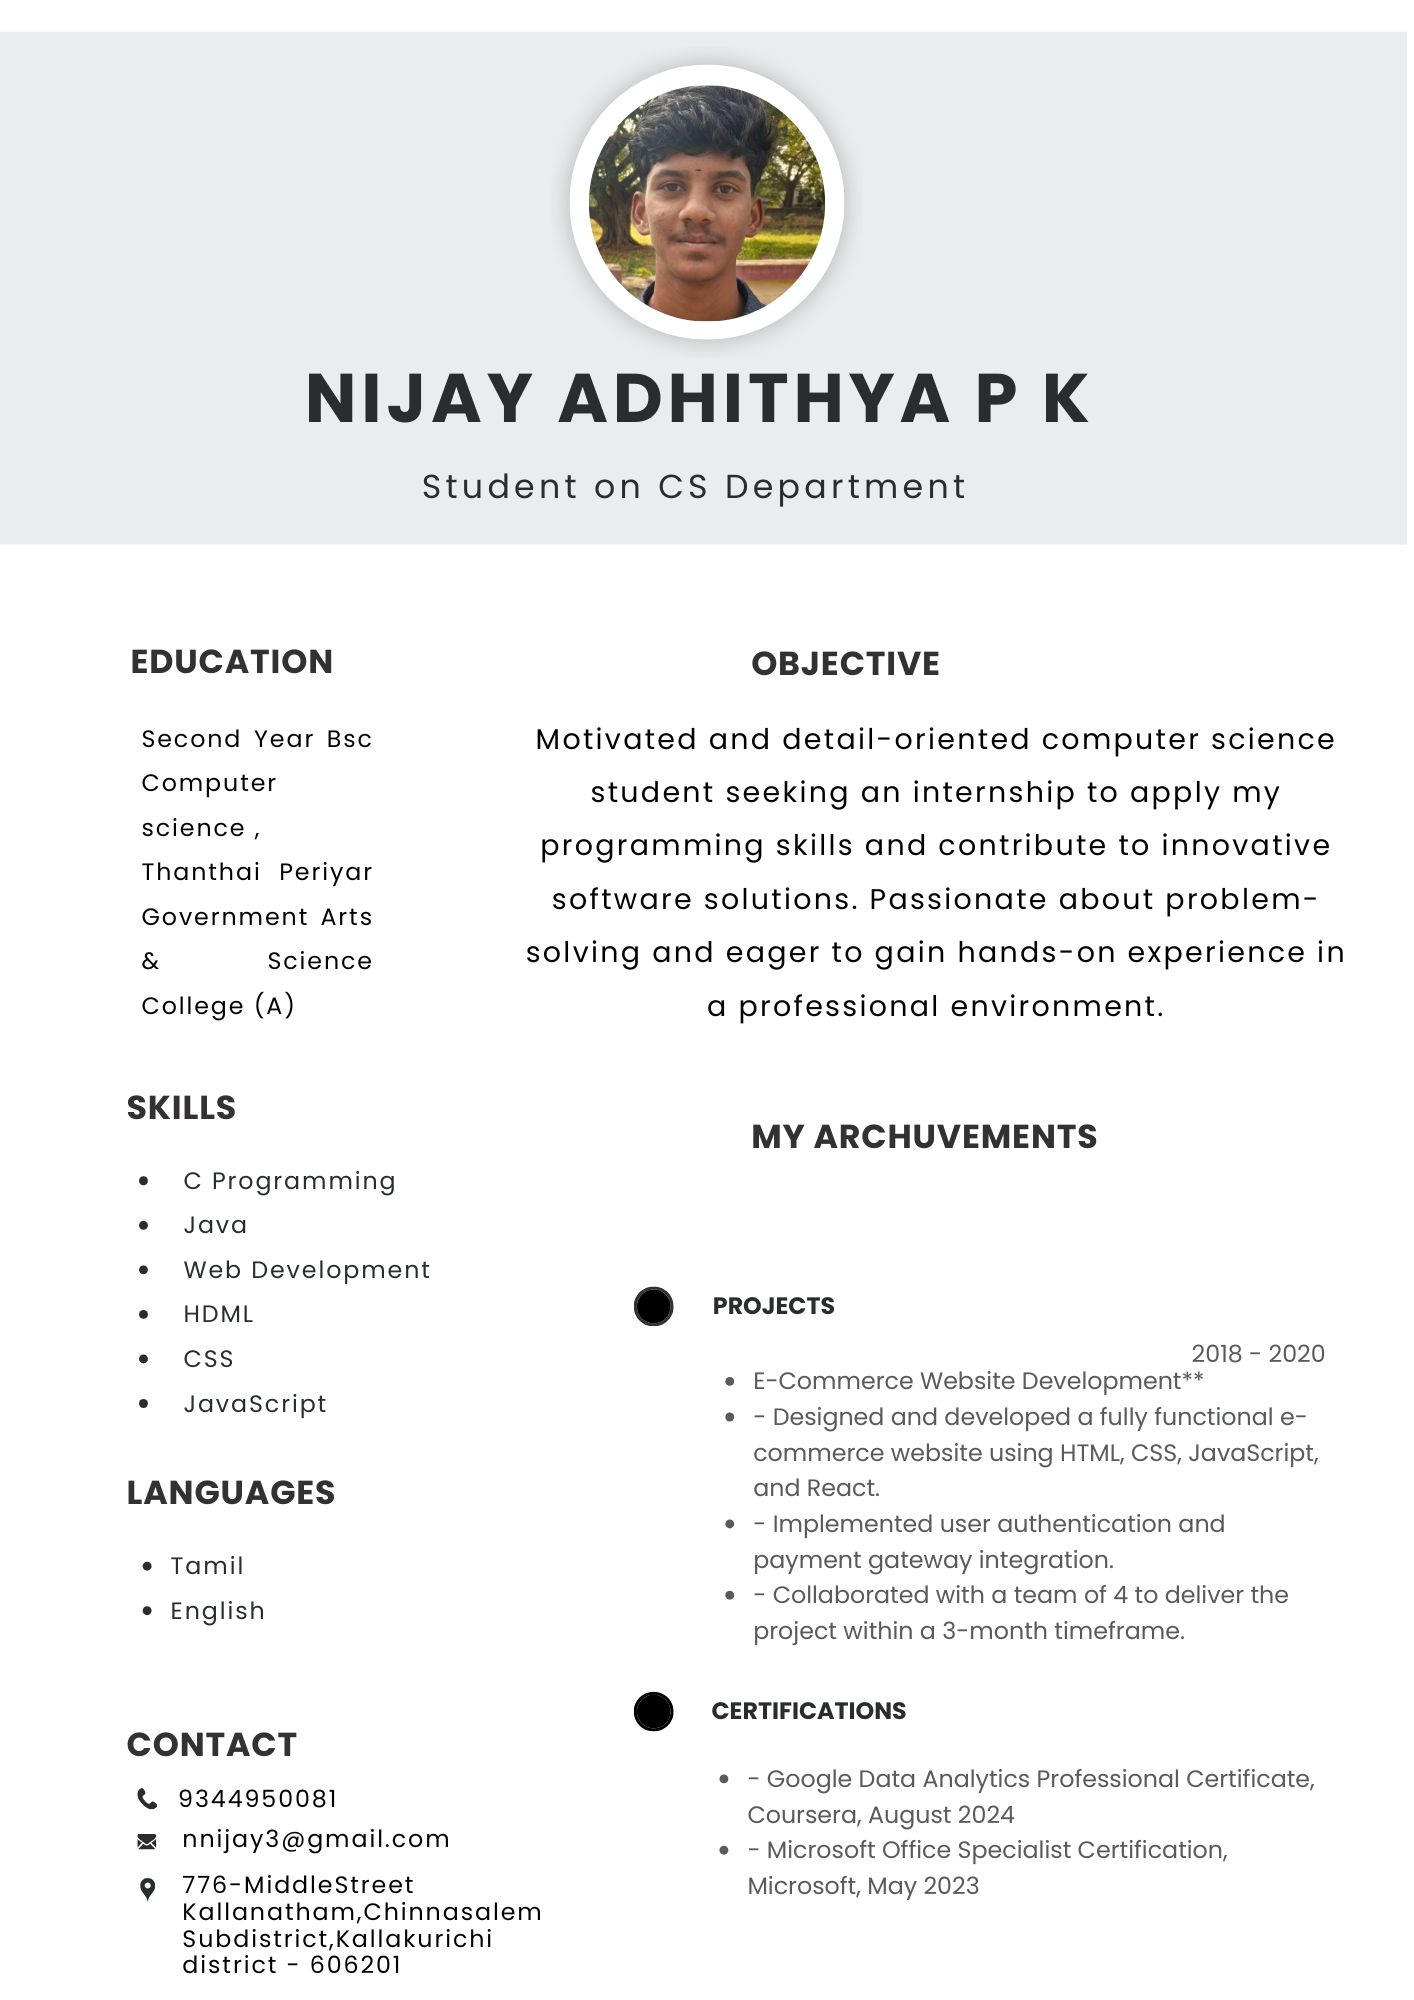 NIJAY ADHITHYA P K
Student on CS Department
EDUCATION
Second Year Bsc
Computer
science ,
Thanthai Periyar
Government Arts
& Science
College (A)
SKILLS
• C Programming
• Java
• Web Development
• HDML
• CSS
• JavaScript
LANGUAGES
• Tamil
• English
CONTACT
9344950081
nnijay3@gmail.com
776-MiddleStreet
Kallanatham,Chinnasalem
Subdistrict,Kallakurichi
district - 606201
OBJECTIVE
Motivated and detail-oriented computer science
student seeking an internship to apply my
programming skills and contribute to innovative
software solutions. Passionate about problem-
solving and eager to gain hands-on experience in
a professional environment.
MY ARCHUVEMENTS
PROJECTS
2018 - 2020
• E-Commerce Website Development**
• - Designed and developed a fully functional e-
commerce website using HTML, CSS, JavaScript,
and React.
• - Implemented user authentication and
payment gateway integration.
• - Collaborated with a team of 4 to deliver the
project within a 3-month timeframe.
CERTIFICATIONS
• - Google Data Analytics Professional Certificate,
Coursera, August 2024
• - Microsoft Office Specialist Certification,
Microsoft, May 2023